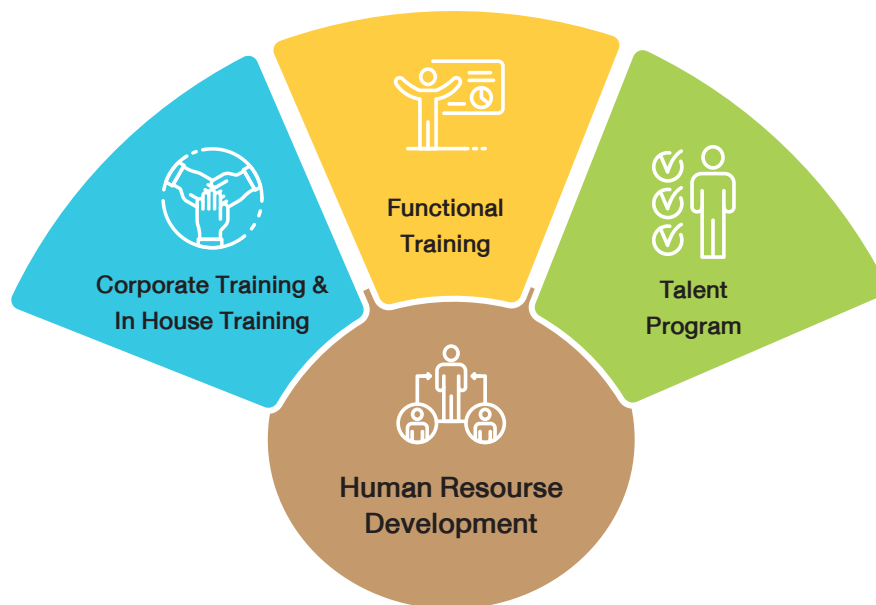 Functional
Training
Corporate Training &
In House Training
Talent
Program
Human Resourse
Development